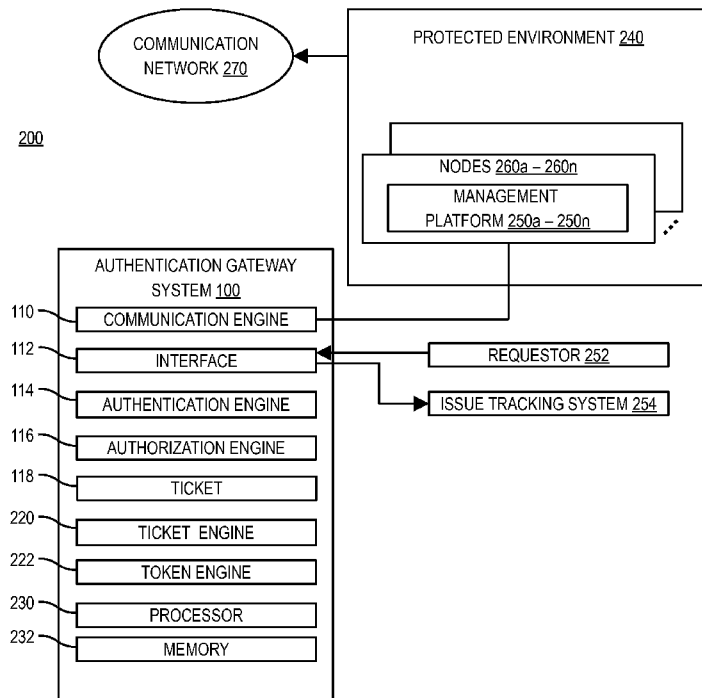 COMMUNICATION
NETWORK 270
PROTECTED ENVIRONMENT 240
200
NODES 260a – 260n
MANAGEMENT
PLATFORM 250a – 250n
AUTHENTICATION GATEWAY
SYSTEM 100
110
COMMUNICATION ENGINE
112
INTERFACE
REQUESTOR 252
114
AUTHENTICATION ENGINE
ISSUE TRACKING SYSTEM 254
116
AUTHORIZATION ENGINE
118
TICKET
220
TICKET ENGINE
222
TOKEN ENGINE
230
PROCESSOR
232
MEMORY